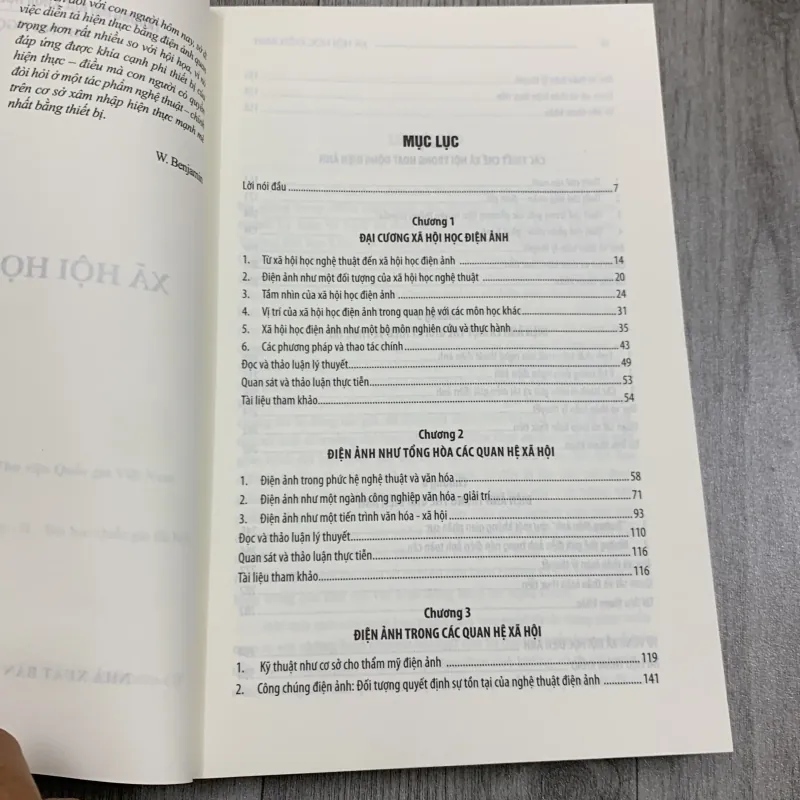 đối với con người hôm nay, sở dĩ
việc diễn tả hiện thực bằng điện ảnh quan
trọng hơn rất nhiều so với hội họa, vì nó
đáp ứng được khía cạnh phi thiết bị của
hiện thực – điều mà con người có quyền
đòi hỏi ở một tác phẩm nghệ thuật – chính
trên cơ sở xâm nhập hiện thực mạnh mẽ
nhất bằng thiết bị.
W. Benjamin
MỤC LỤC
Lời nói đầu 7
Chương 1
ĐẠI CƯƠNG XÃ HỘI HỌC ĐIỆN ẢNH
1. Từ xã hội học nghệ thuật đến xã hội học điện ảnh 14
2. Điện ảnh như một đối tượng của xã hội học nghệ thuật 20
3. Tầm nhìn của xã hội học điện ảnh 24
4. Vị trí của xã hội học điện ảnh trong quan hệ với các môn học khác 31
5. Xã hội học điện ảnh như một bộ môn nghiên cứu và thực hành 35
6. Các phương pháp và thao tác chính 43
Đọc và thảo luận lý thuyết 49
Quan sát và thảo luận thực tiễn 53
Tài liệu tham khảo 54
Chương 2
ĐIỆN ẢNH NHƯ TỔNG HÒA CÁC QUAN HỆ XÃ HỘI
1. Điện ảnh trong phức hệ nghệ thuật và văn hóa 58
2. Điện ảnh như một ngành công nghiệp văn hóa - giải trí 71
3. Điện ảnh như một tiến trình văn hóa - xã hội 93
Đọc và thảo luận lý thuyết 110
Quan sát và thảo luận thực tiễn 116
Tài liệu tham khảo 116
Chương 3
ĐIỆN ẢNH TRONG CÁC QUAN HỆ XÃ HỘI
1. Kỹ thuật như cơ sở cho thẩm mỹ điện ảnh 119
2. Công chúng điện ảnh: Đối tượng quyết định sự tồn tại của nghệ thuật điện ảnh 141